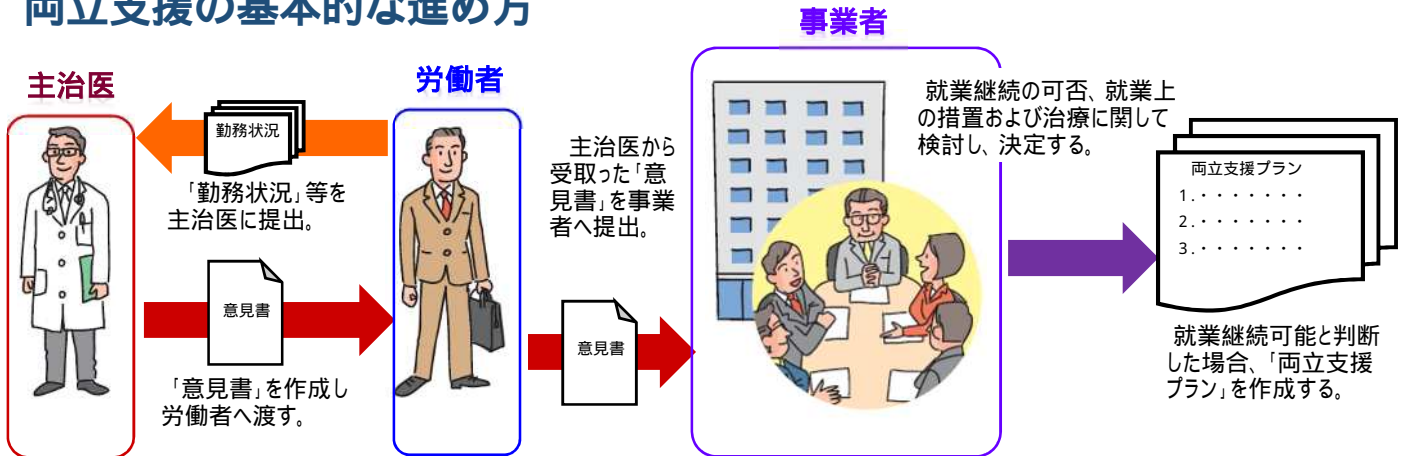 両立支援の基本的な進め方
事業者
主治医
労働者
勤務状況
「勤務状況」等を
主治医に提出。
意見書
「意見書」を作成し
労働者へ渡す。
主治医から
受取った「意
見書」を事業
者へ提出。
意見書
就業継続の可否、就業上
の措置および治療に関して
検討し、決定する。
両立支援プラン
1.・・・・・・・
2.・・・・・・・
3.・・・・・・・
就業継続可能と判断
した場合、「両立支援
プラン」を作成する。